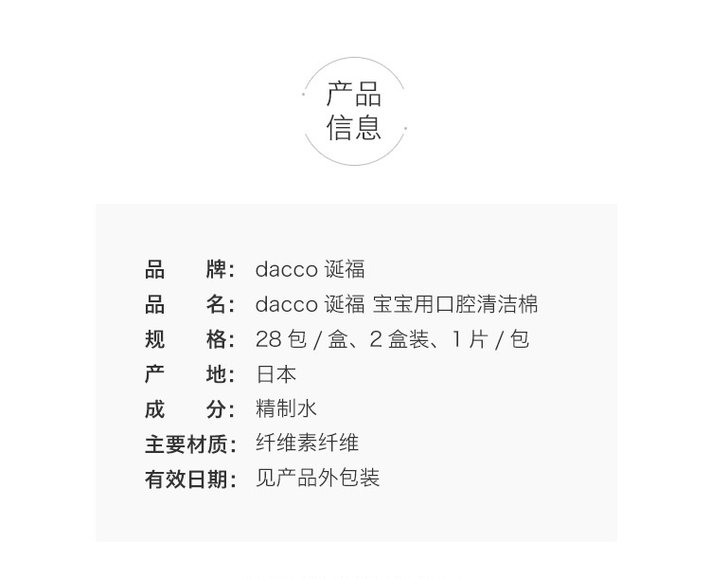 产品
信息
品 牌： dacco 诞福
品 名： dacco 诞福 宝宝用口腔清洁棉
规 格： 28 包 / 盒、2 盒装、1 片 / 包
产 地： 日本
成 分： 精制水
主要材质： 纤维素纤维
有效日期： 见产品外包装